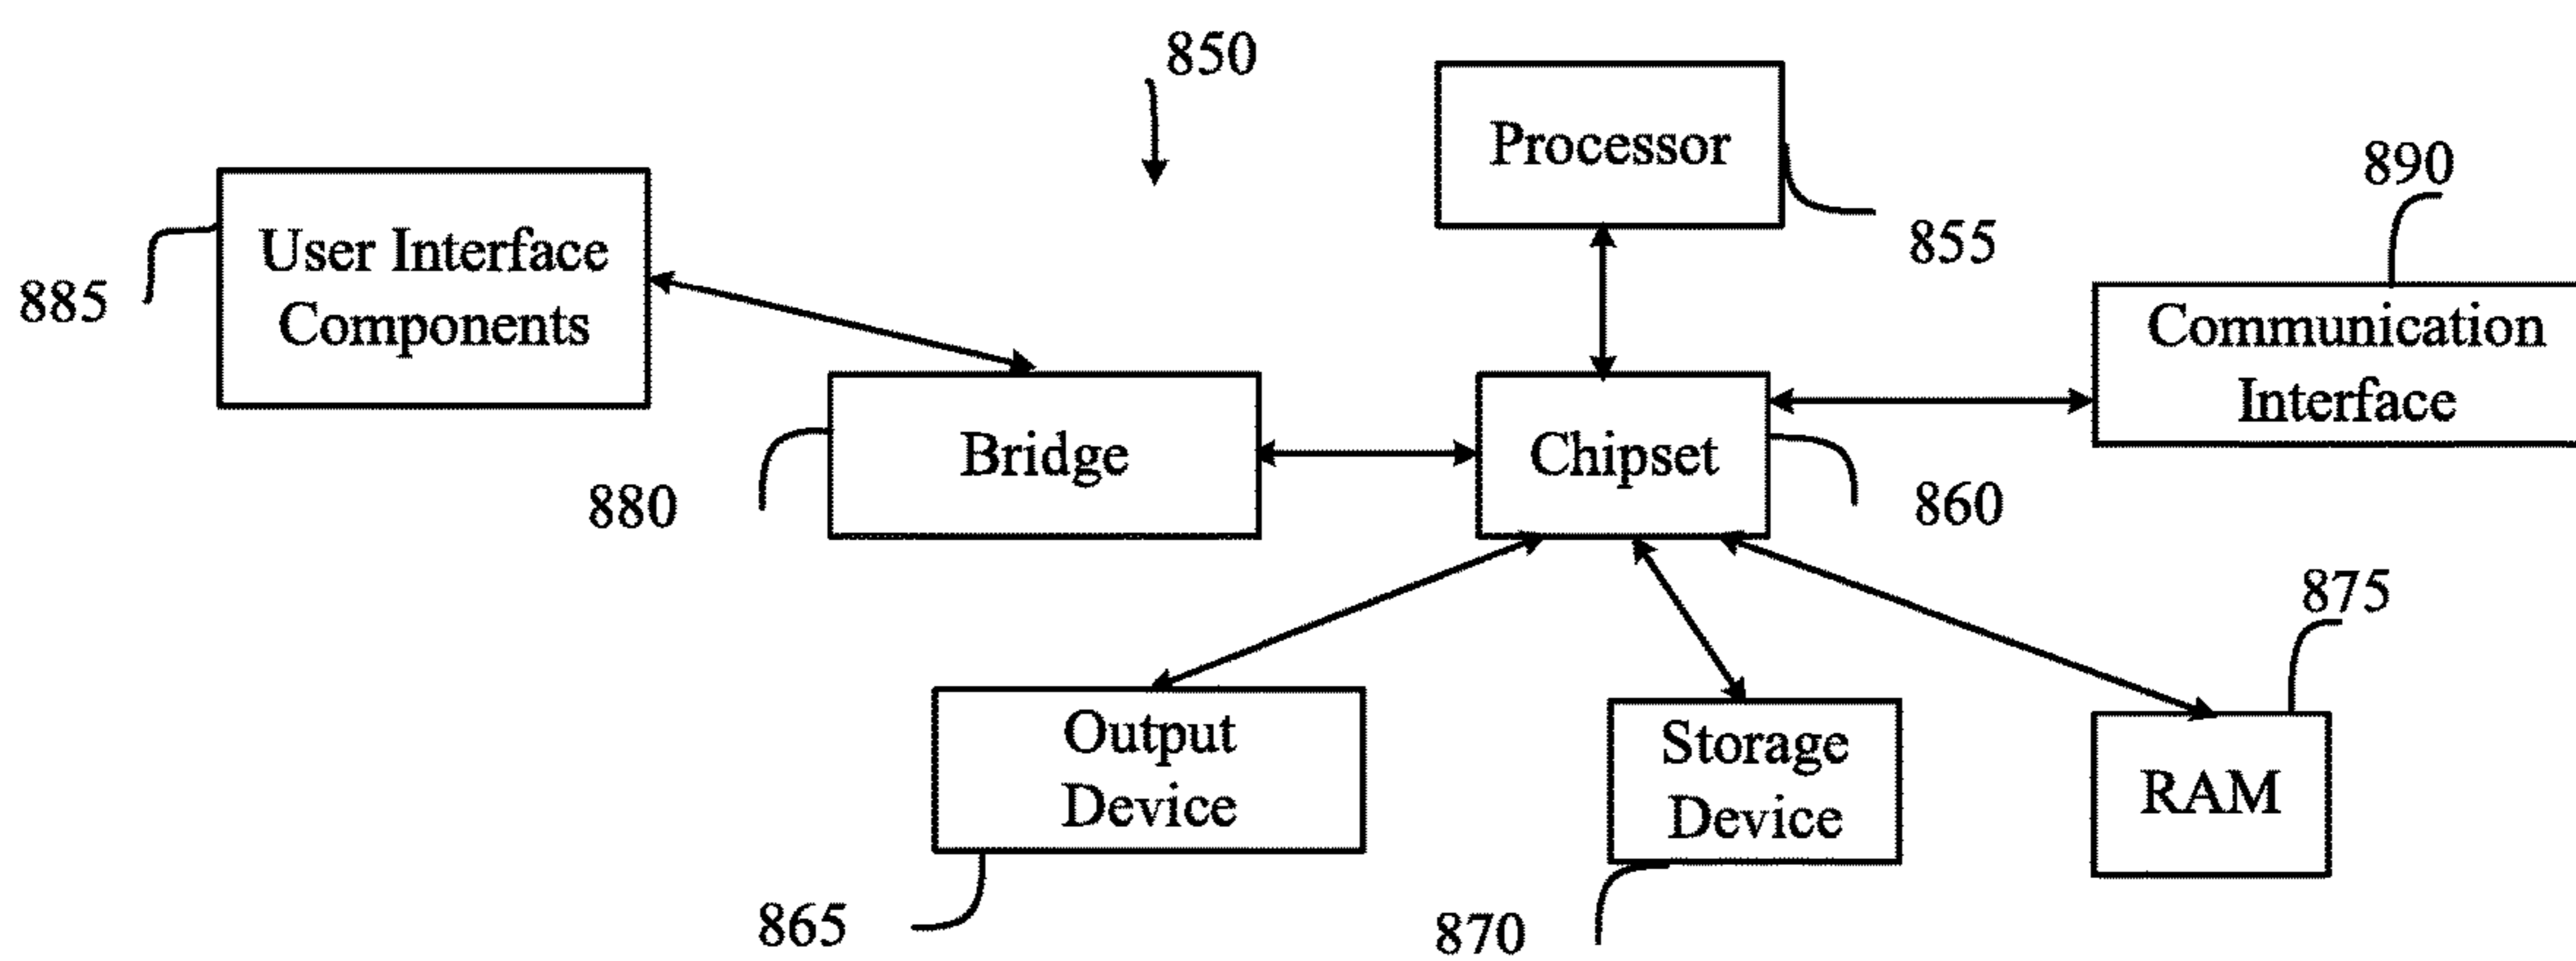 850
Processor
890
User Interface
Components
855
885
Communication
Interface
Bridge
Chipset
880
860
875
Output
Device
Storage
Device
RAM
865
870